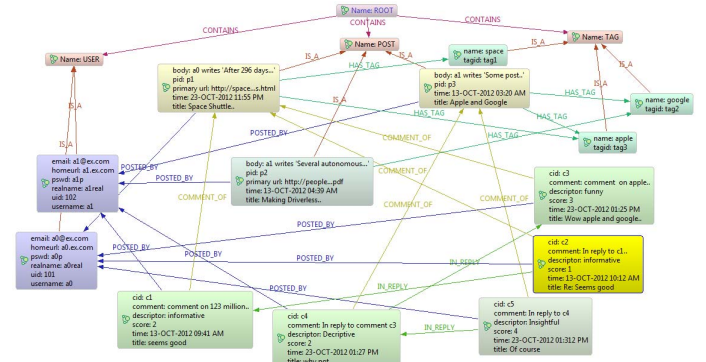 Name: ROOT
CONTAINS
CONTAINS
CONTAINS
Name: USER
Name: POST
Name: TAG
IS_A
IS_A
IS_A
IS_A
IS_A
IS_A
IS_A
IS_A
name: space
tagid: tag1
HAS_TAG
HAS_TAG
HAS_TAG
HAS_TAG
HAS_TAG
name: google
tagid: tag2
name: apple
tagid: tag3
body: a0 writes 'After 296 days...'
pid: p1
primary url: http://space...s.html
time: 23-OCT-2012 11:55 PM
title: Space Shuttle..
body: a1 writes 'Some post..'
pid: p3
time: 13-OCT-2012 03:20 AM
title: Apple and Google
body: a1 writes 'Several autonomous...'
pid: p2
primary url: http://people...pdf
time: 13-OCT-2012 04:39 AM
title: Making Driverless..
POSTED_BY
POSTED_BY
POSTED_BY
COMMENT_OF
COMMENT_OF
COMMENT_OF
COMMENT_OF
email: a1@ex.com
homeurl: a1.ex.com
pswd: a1p
realname: a1real
uid: 102
username: a1
email: a0@ex.com
homeurl: a0.ex.com
pswd: a0p
realname: a0real
uid: 101
username: a0
POSTED_BY
POSTED_BY
POSTED_BY
POSTED_BY
cid: c3
comment: comment on apple..
descriptor: funny
score: 3
time: 23-OCT-2012 01:25 PM
title: Wow apple and google..
cid: c2
comment: In reply to c1..
descriptor: informative
score: 1
time: 13-OCT-2012 10:12 AM
title: Re: Seems good
IN_REPLY
IN_REPLY
IN_REPLY
cid: c1
comment: comment on 123 million..
descriptor: informative
score: 2
time: 13-OCT-2012 09:41 AM
title: seems good
cid: c4
comment: In reply to comment c3
descriptor: Decriptive
score: 2
time: 23-OCT-2012 01:27 PM
cid: c5
comment: In reply to c4
descriptor: Insightful
score: 4
time: 23-OCT-2012 01:312 PM
title: Of course